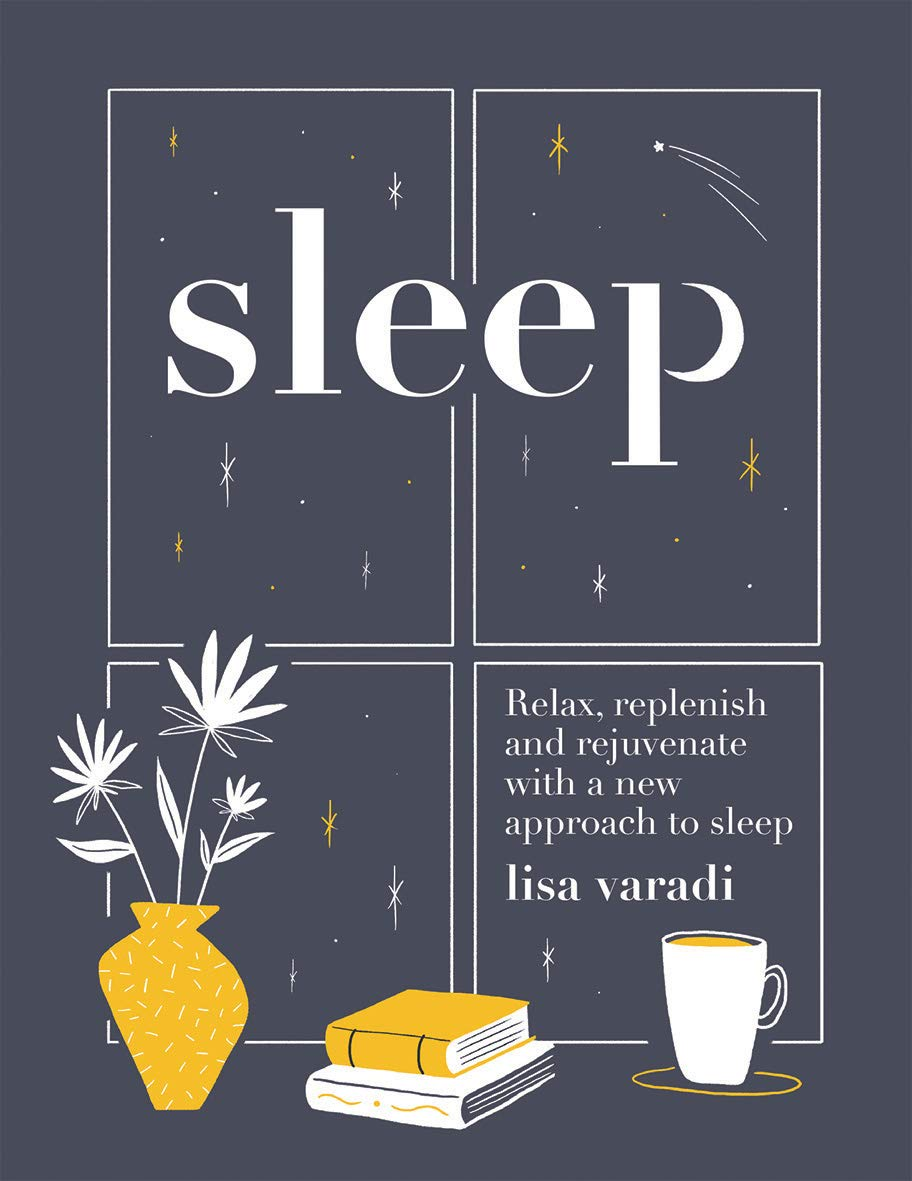 sleep
Relax, replenish
and rejuvenate
with a new
approach to sleep
lisa varadi